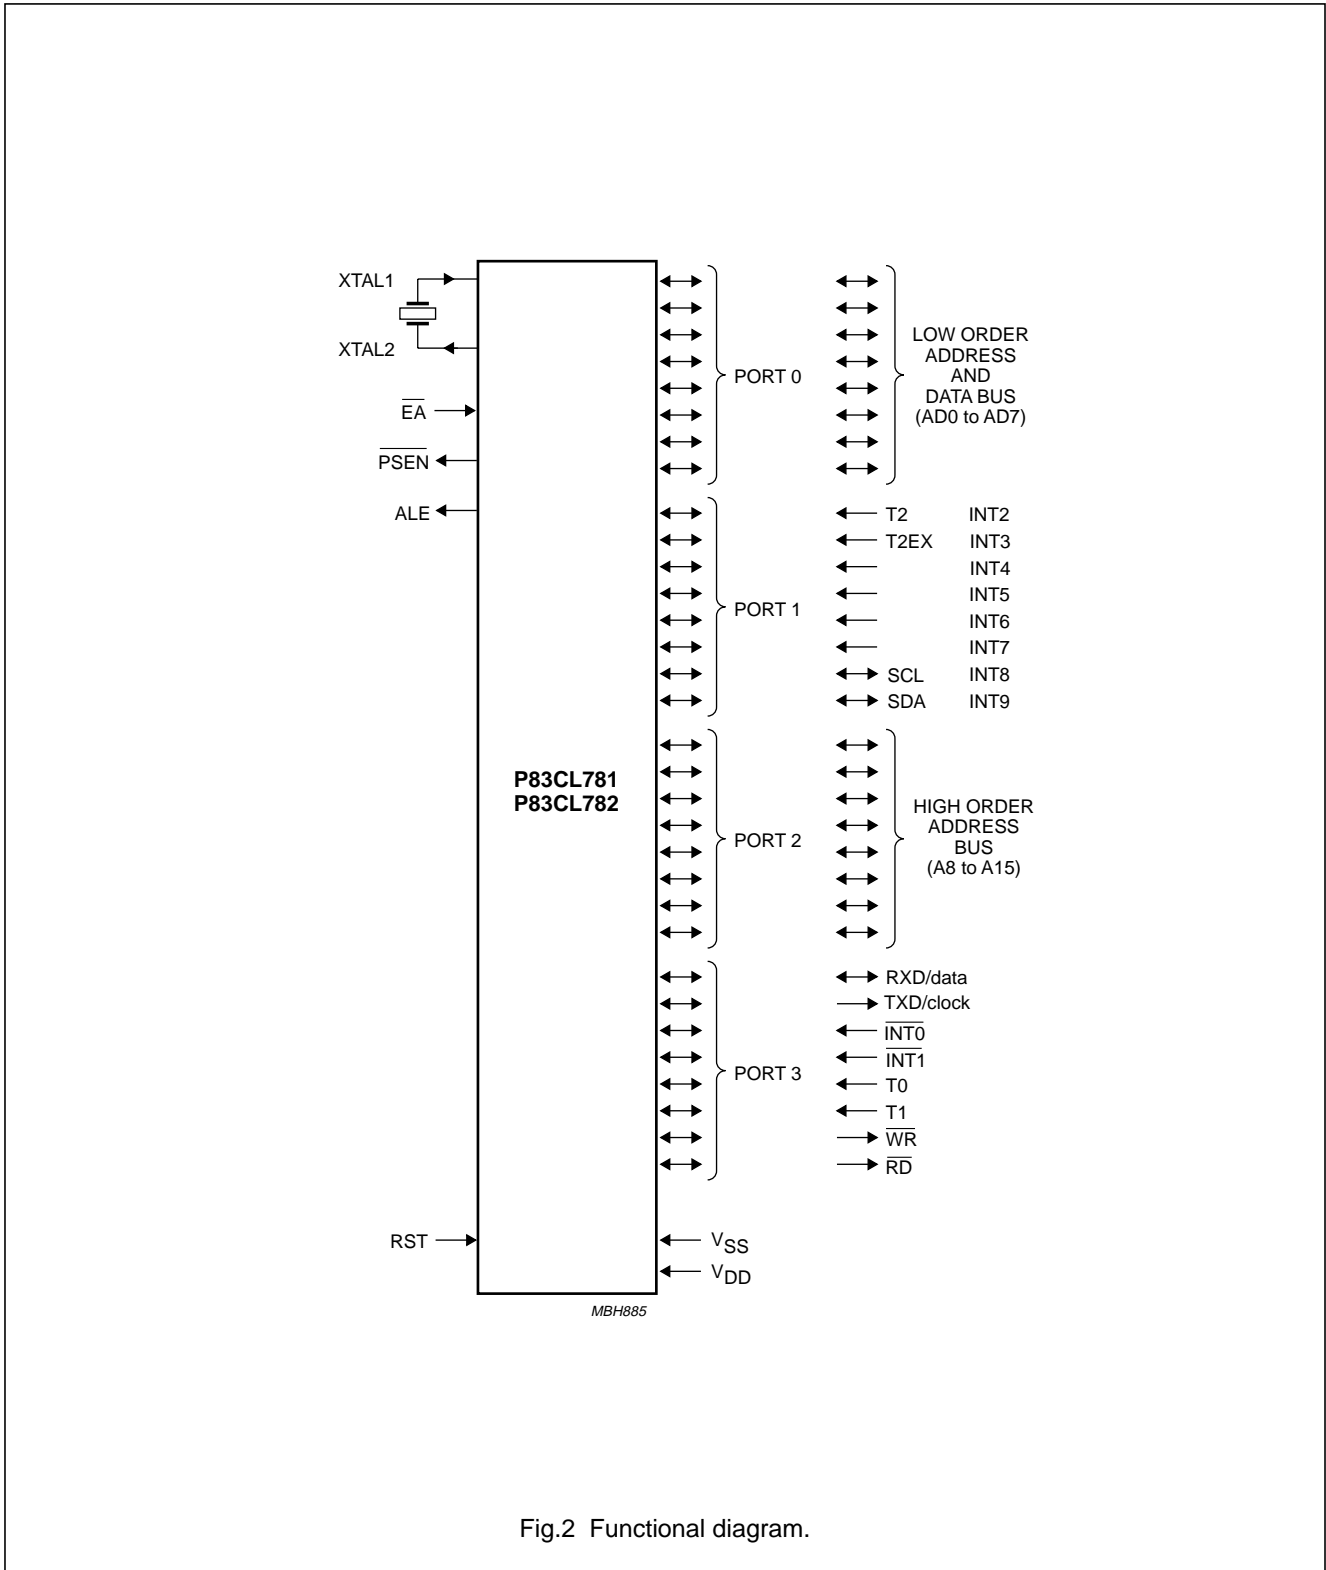 XTAL1
XTAL2
EA
PSEN
ALE
RST
P83CL781
P83CL782
PORT 0
LOW ORDER
ADDRESS
AND
DATA BUS
(AD0 to AD7)
PORT 1
T2 INT2
T2EX INT3
INT4
INT5
INT6
INT7
SCL INT8
SDA INT9
PORT 2
HIGH ORDER
ADDRESS
BUS
(A8 to A15)
PORT 3
RXD/data
TXD/clock
INT0
INT1
T0
T1
WR
RD
VSS
VDD
MBH885
Fig.2 Functional diagram.